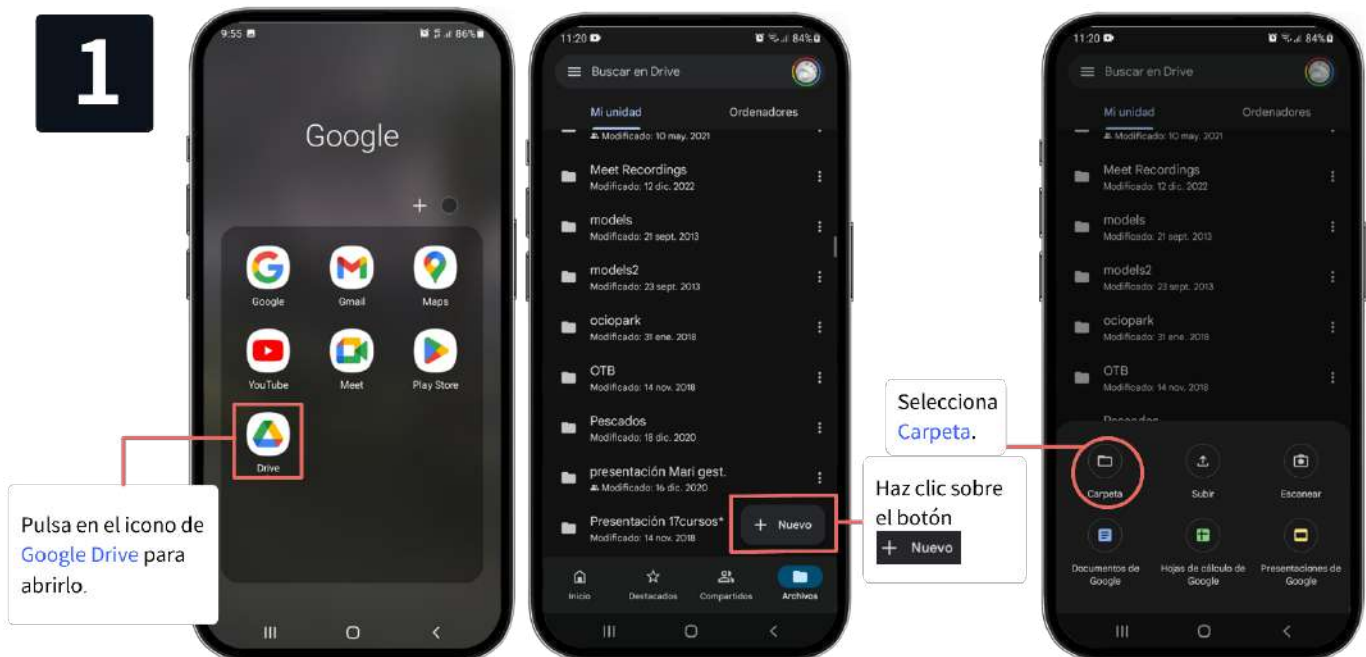 1
9:55
86%
Google
+
Google
Gmail
Maps
YouTube
Meet
Play Store
Drive
Pulsa en el icono de
Google Drive para
abrirlo.
11:20
84%
Buscar en Drive
Mi unidad
Ordenadores
Modificado: 10 may. 2021
Meet Recordings
Modificado: 12 dic. 2022
models
Modificado: 21 sept. 2013
models2
Modificado: 23 sept. 2013
ociopark
Modificado: 31 ene. 2018
OTB
Modificado: 14 nov. 2018
Pescados
Modificado: 18 dic. 2020
presentación Mari gest.
Modificado: 16 dic. 2020
Presentación 17cursos*
Modificado: 14 nov. 2018
+ Nuevo
Inicio
Destacados
Compartidos
Archivos
Selecciona
Carpeta.
Haz clic sobre
el botón
+ Nuevo
11:20
84%
Buscar en Drive
Mi unidad
Ordenadores
Modificado: 10 may. 2021
Meet Recordings
Modificado: 12 dic. 2022
models
Modificado: 21 sept. 2013
models2
Modificado: 23 sept. 2013
ociopark
Modificado: 31 ene. 2018
OTB
Modificado: 14 nov. 2018
Pescados
Carpeta
Subir
Escanear
Documentos de
Google
Hojas de cálculo de
Google
Presentaciones de
Google